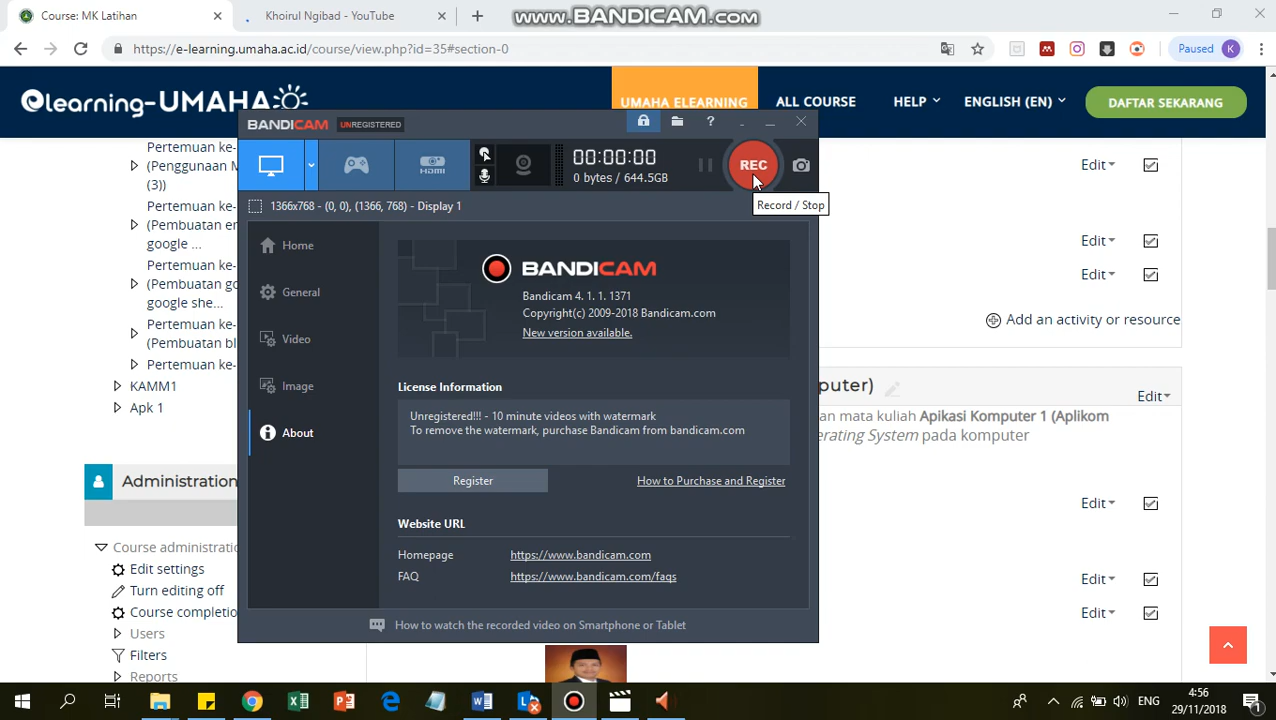 Course: MK Latihan
Khoirul Ngibad - YouTube
www.BANDICAM.com
https://e-learning.umaha.ac.id/course/view.php?id=35#section-0
Paused
K
elearning-UMAHA
UMAHA ELEARNING
ALL COURSE
HELP
ENGLISH (EN)
DAFTAR SEKARANG
BANDICAM
UNREGISTERED
?
HDMI
00:00:00
0 bytes / 644.5GB
REC
Record / Stop
1366x768 - (0, 0), (1366, 768) - Display 1
Home
General
Video
Image
About
BANDICAM
Bandicam 4. 1. 1. 1371
Copyright(c) 2009-2018 Bandicam.com
New version available.
License Information
Unregistered!!! - 10 minute videos with watermark
To remove the watermark, purchase Bandicam from bandicam.com
Register
How to Purchase and Register
Website URL
Homepage
https://www.bandicam.com
FAQ
https://www.bandicam.com/faqs
How to watch the recorded video on Smartphone or Tablet
Pertemuan ke-
(Penggunaan M
(3))
Pertemuan ke-
(Pembuatan en
google ...
Pertemuan ke-
(Pembuatan go
google she...
Pertemuan ke-
(Pembuatan bl
Pertemuan ke-
KAMM1
Apk 1
Administration
Course administratio
Edit settings
Turn editing off
Course completio
Users
Filters
Reports
Edit
Edit
Edit
Add an activity or resource
puter)
Edit
an mata kuliah Apikasi Komputer 1 (Aplikom
erating System pada komputer
Edit
Edit
Edit
ENG
4:56
29/11/2018
1